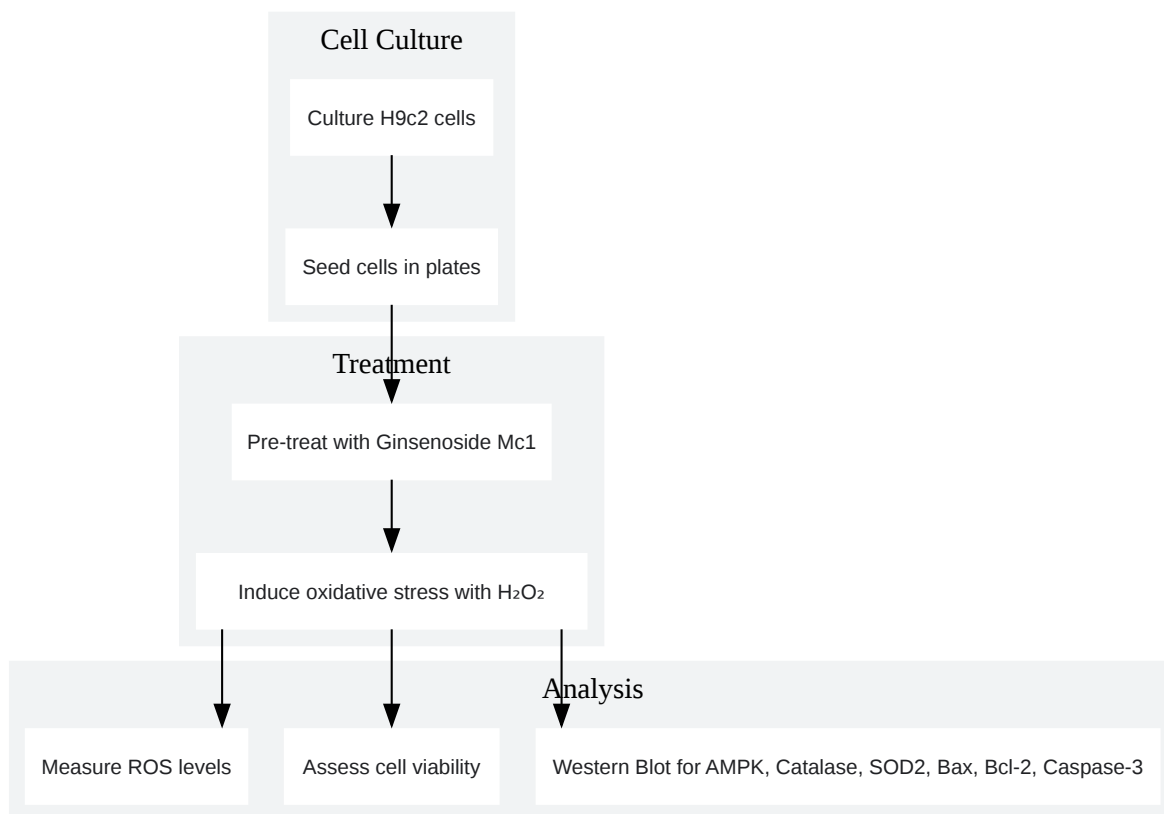 Cell Culture
Culture H9c2 cells
Seed cells in plates
Treatment
Pre-treat with Ginsenoside Mc1
Induce oxidative stress with H₂O₂
Analysis
Measure ROS levels
Assess cell viability
Western Blot for AMPK, Catalase, SOD2, Bax, Bcl-2, Caspase-3